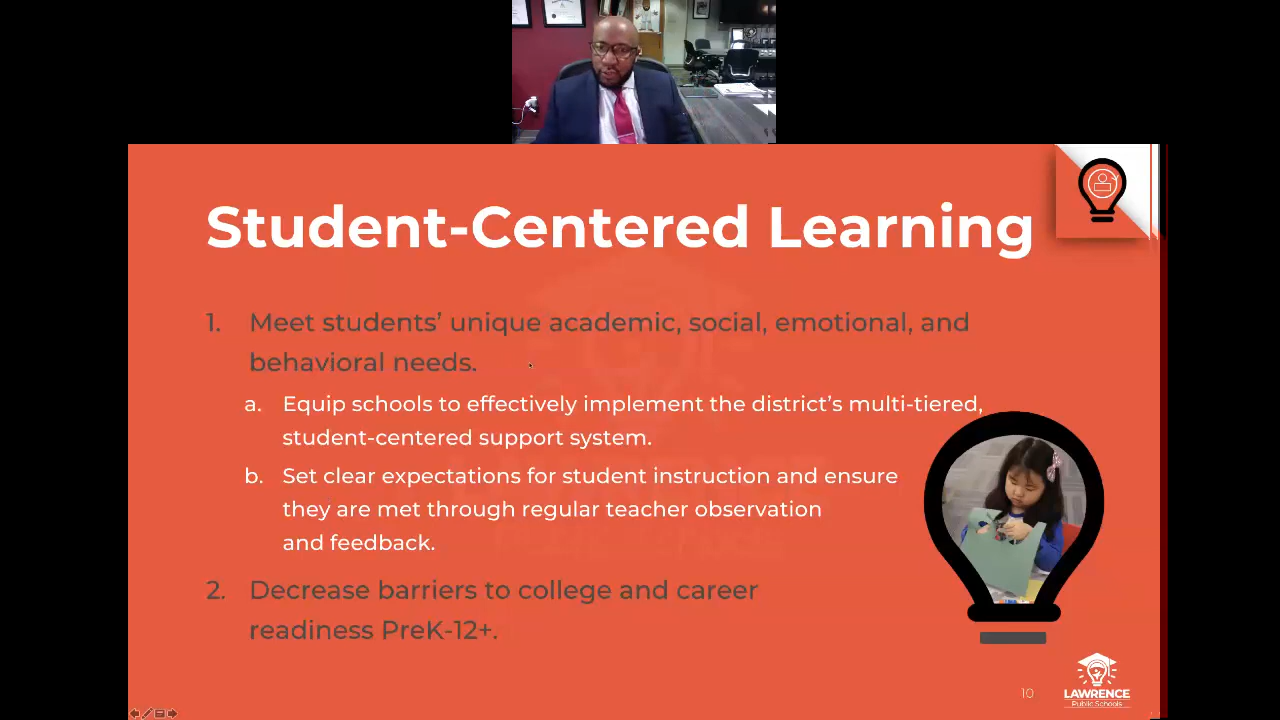 Student-Centered Learning
1. Meet students’ unique academic, social, emotional, and
behavioral needs.
a. Equip schools to effectively implement the district’s multi-tiered,
student-centered support system.
b. Set clear expectations for student instruction and ensure
they are met through regular teacher observation
and feedback.
2. Decrease barriers to college and career
readiness PreK-12+.
10
LAWRENCE
Public Schools